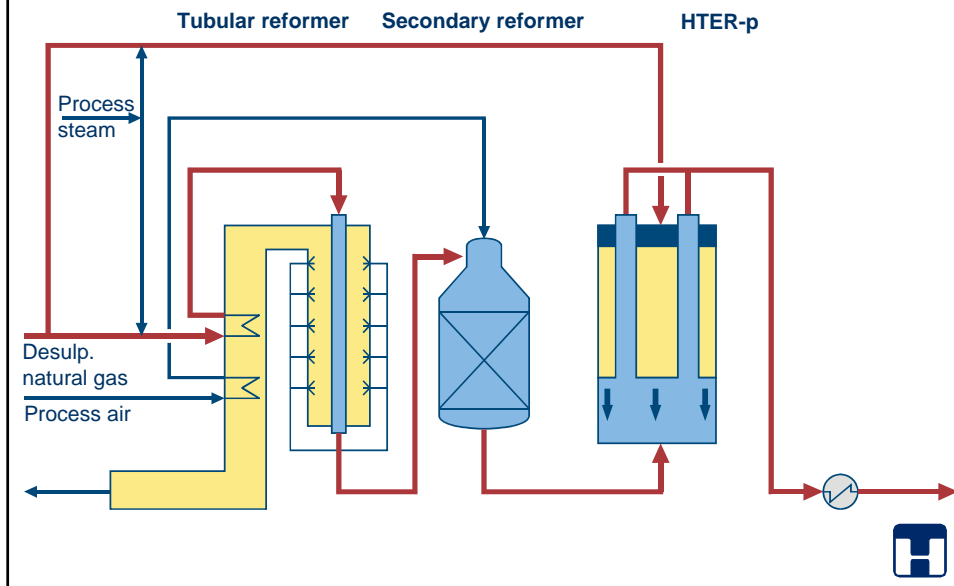 Tubular reformer Secondary reformer HTER-p
Process
steam
Desulp.
natural gas
Process air